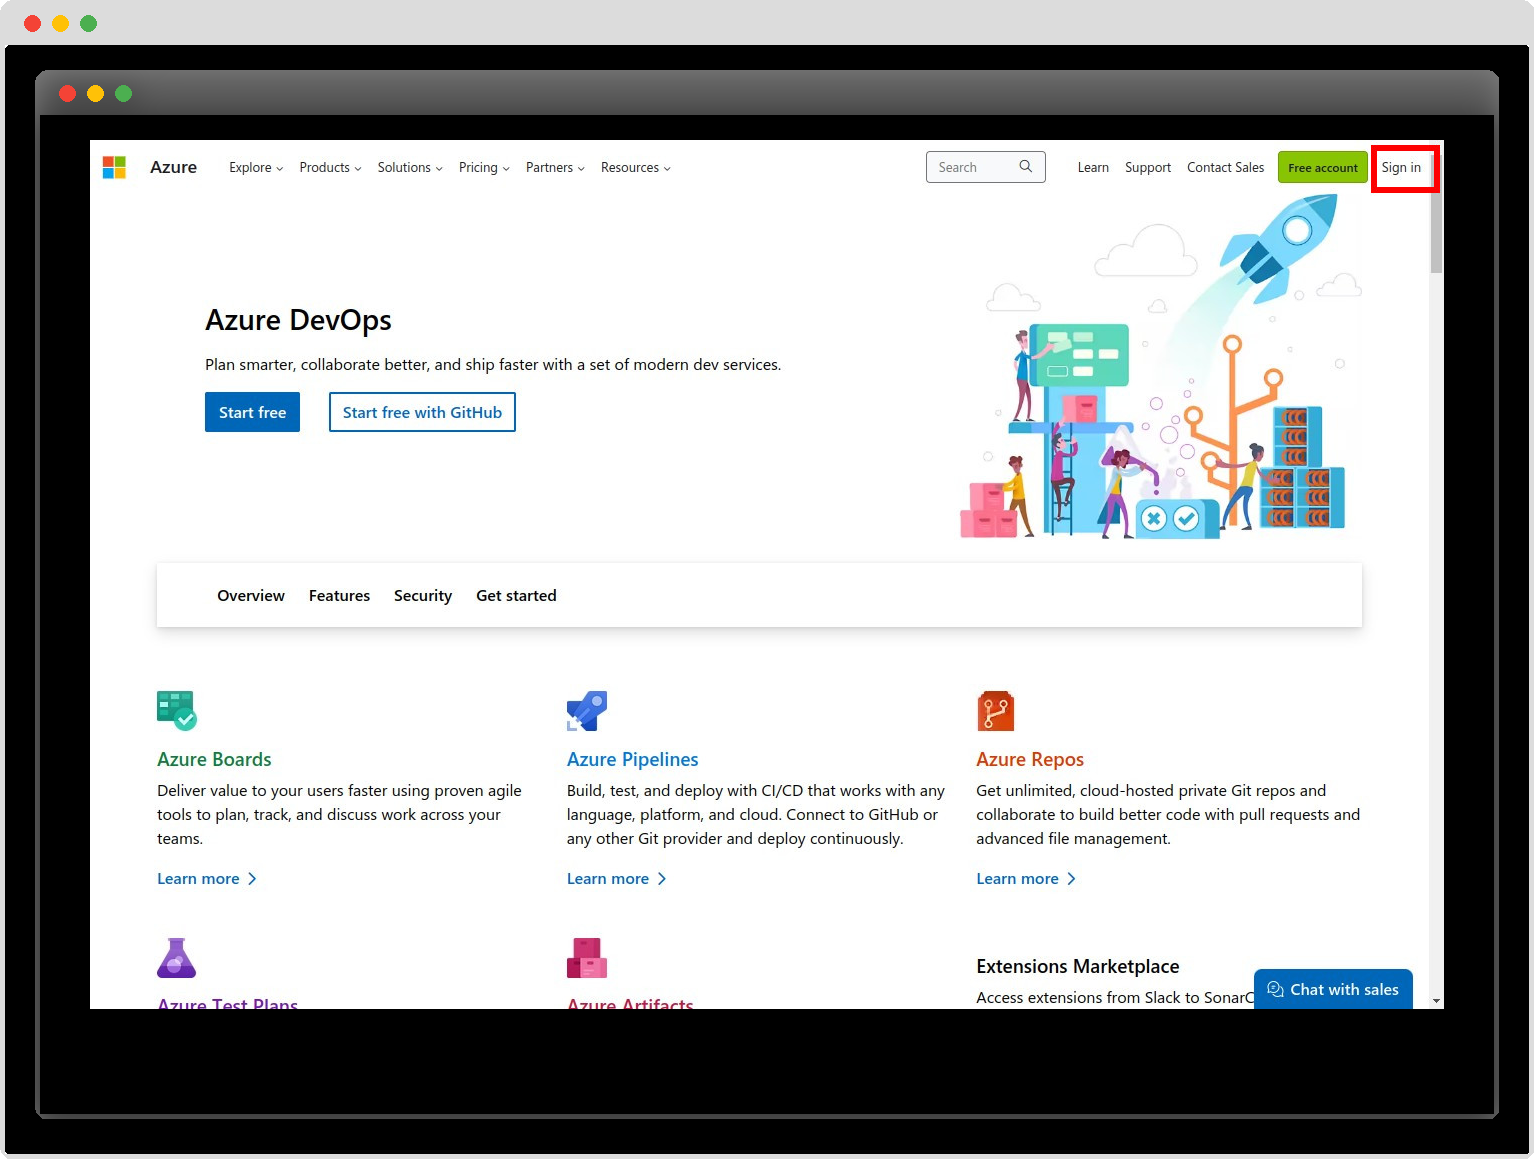 Azure Explore Products Solutions Pricing Partners Resources Search Learn Support Contact Sales Free account Sign in
Azure DevOps
Plan smarter, collaborate better, and ship faster with a set of modern dev services.
Start free Start free with GitHub
Overview Features Security Get started
Azure Boards
Deliver value to your users faster using proven agile
tools to plan, track, and discuss work across your
teams.
Learn more
Azure Pipelines
Build, test, and deploy with CI/CD that works with any
language, platform, and cloud. Connect to GitHub or
any other Git provider and deploy continuously.
Learn more
Azure Repos
Get unlimited, cloud-hosted private Git repos and
collaborate to build better code with pull requests and
advanced file management.
Learn more
Azure Test Plans
Azure Artifacts
Extensions Marketplace
Access extensions from Slack to SonarC
Chat with sales